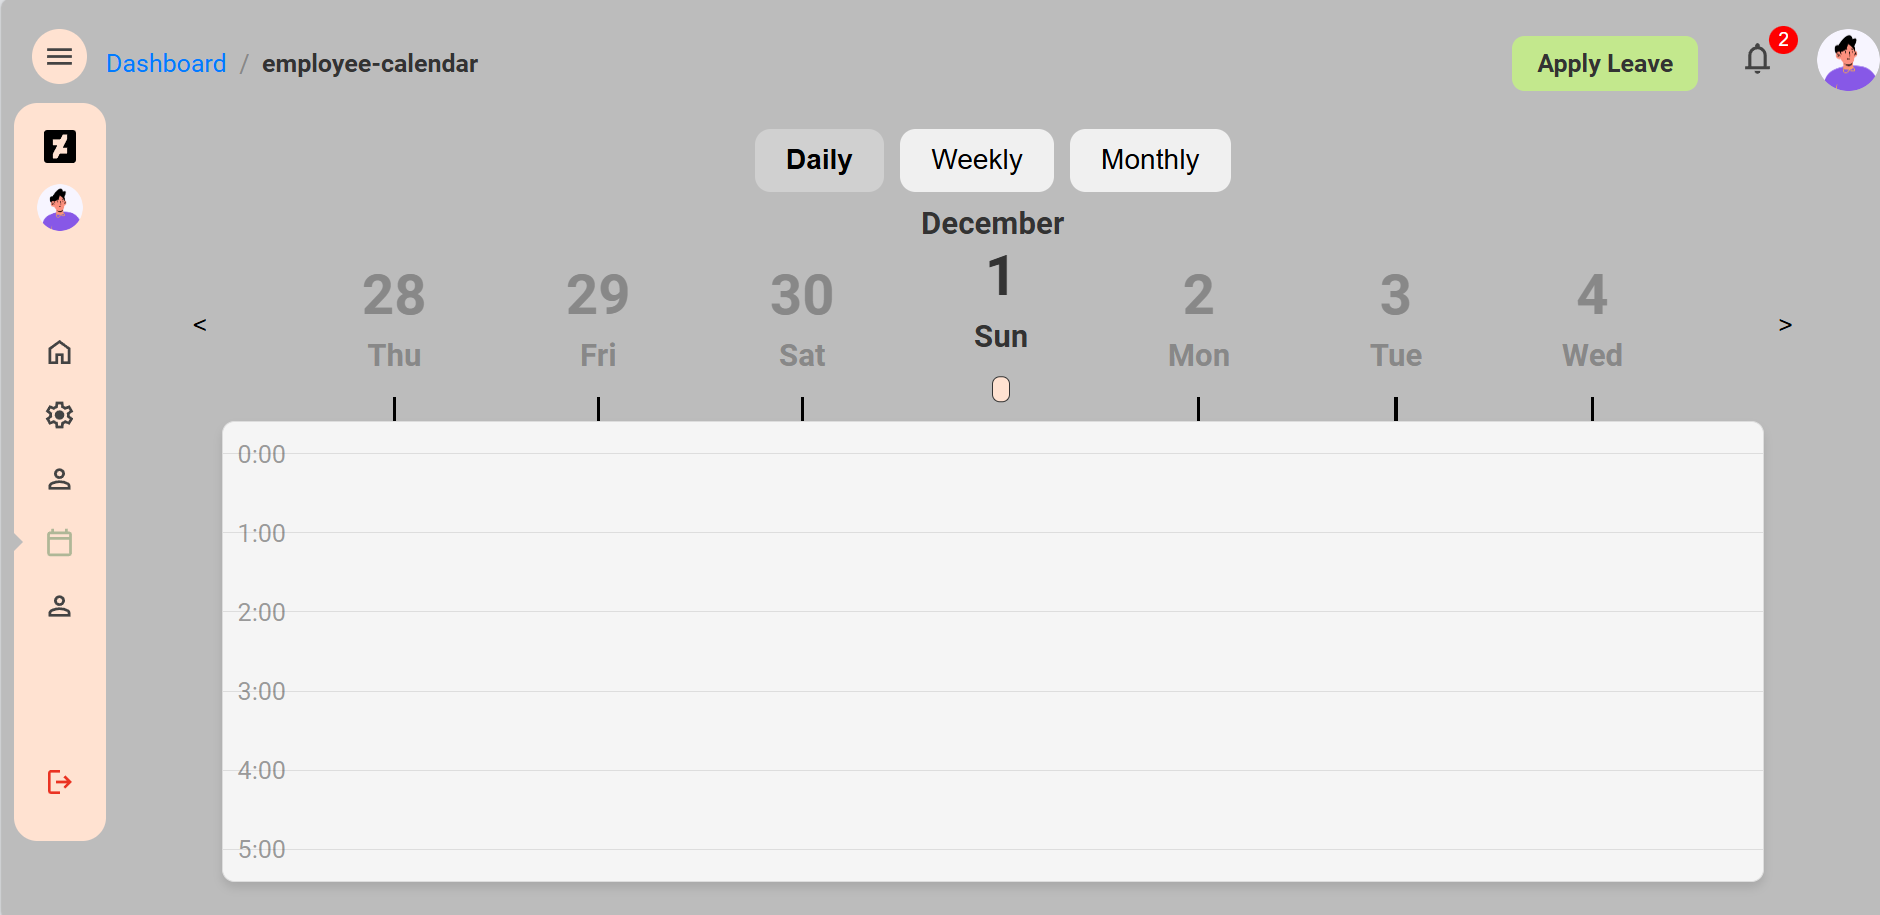 Dashboard / employee-calendar
Apply Leave
2
Daily Weekly Monthly
December
< 28 29 30 1 2 3 4 >
Thu Fri Sat Sun Mon Tue Wed
0:00
1:00
2:00
3:00
4:00
5:00